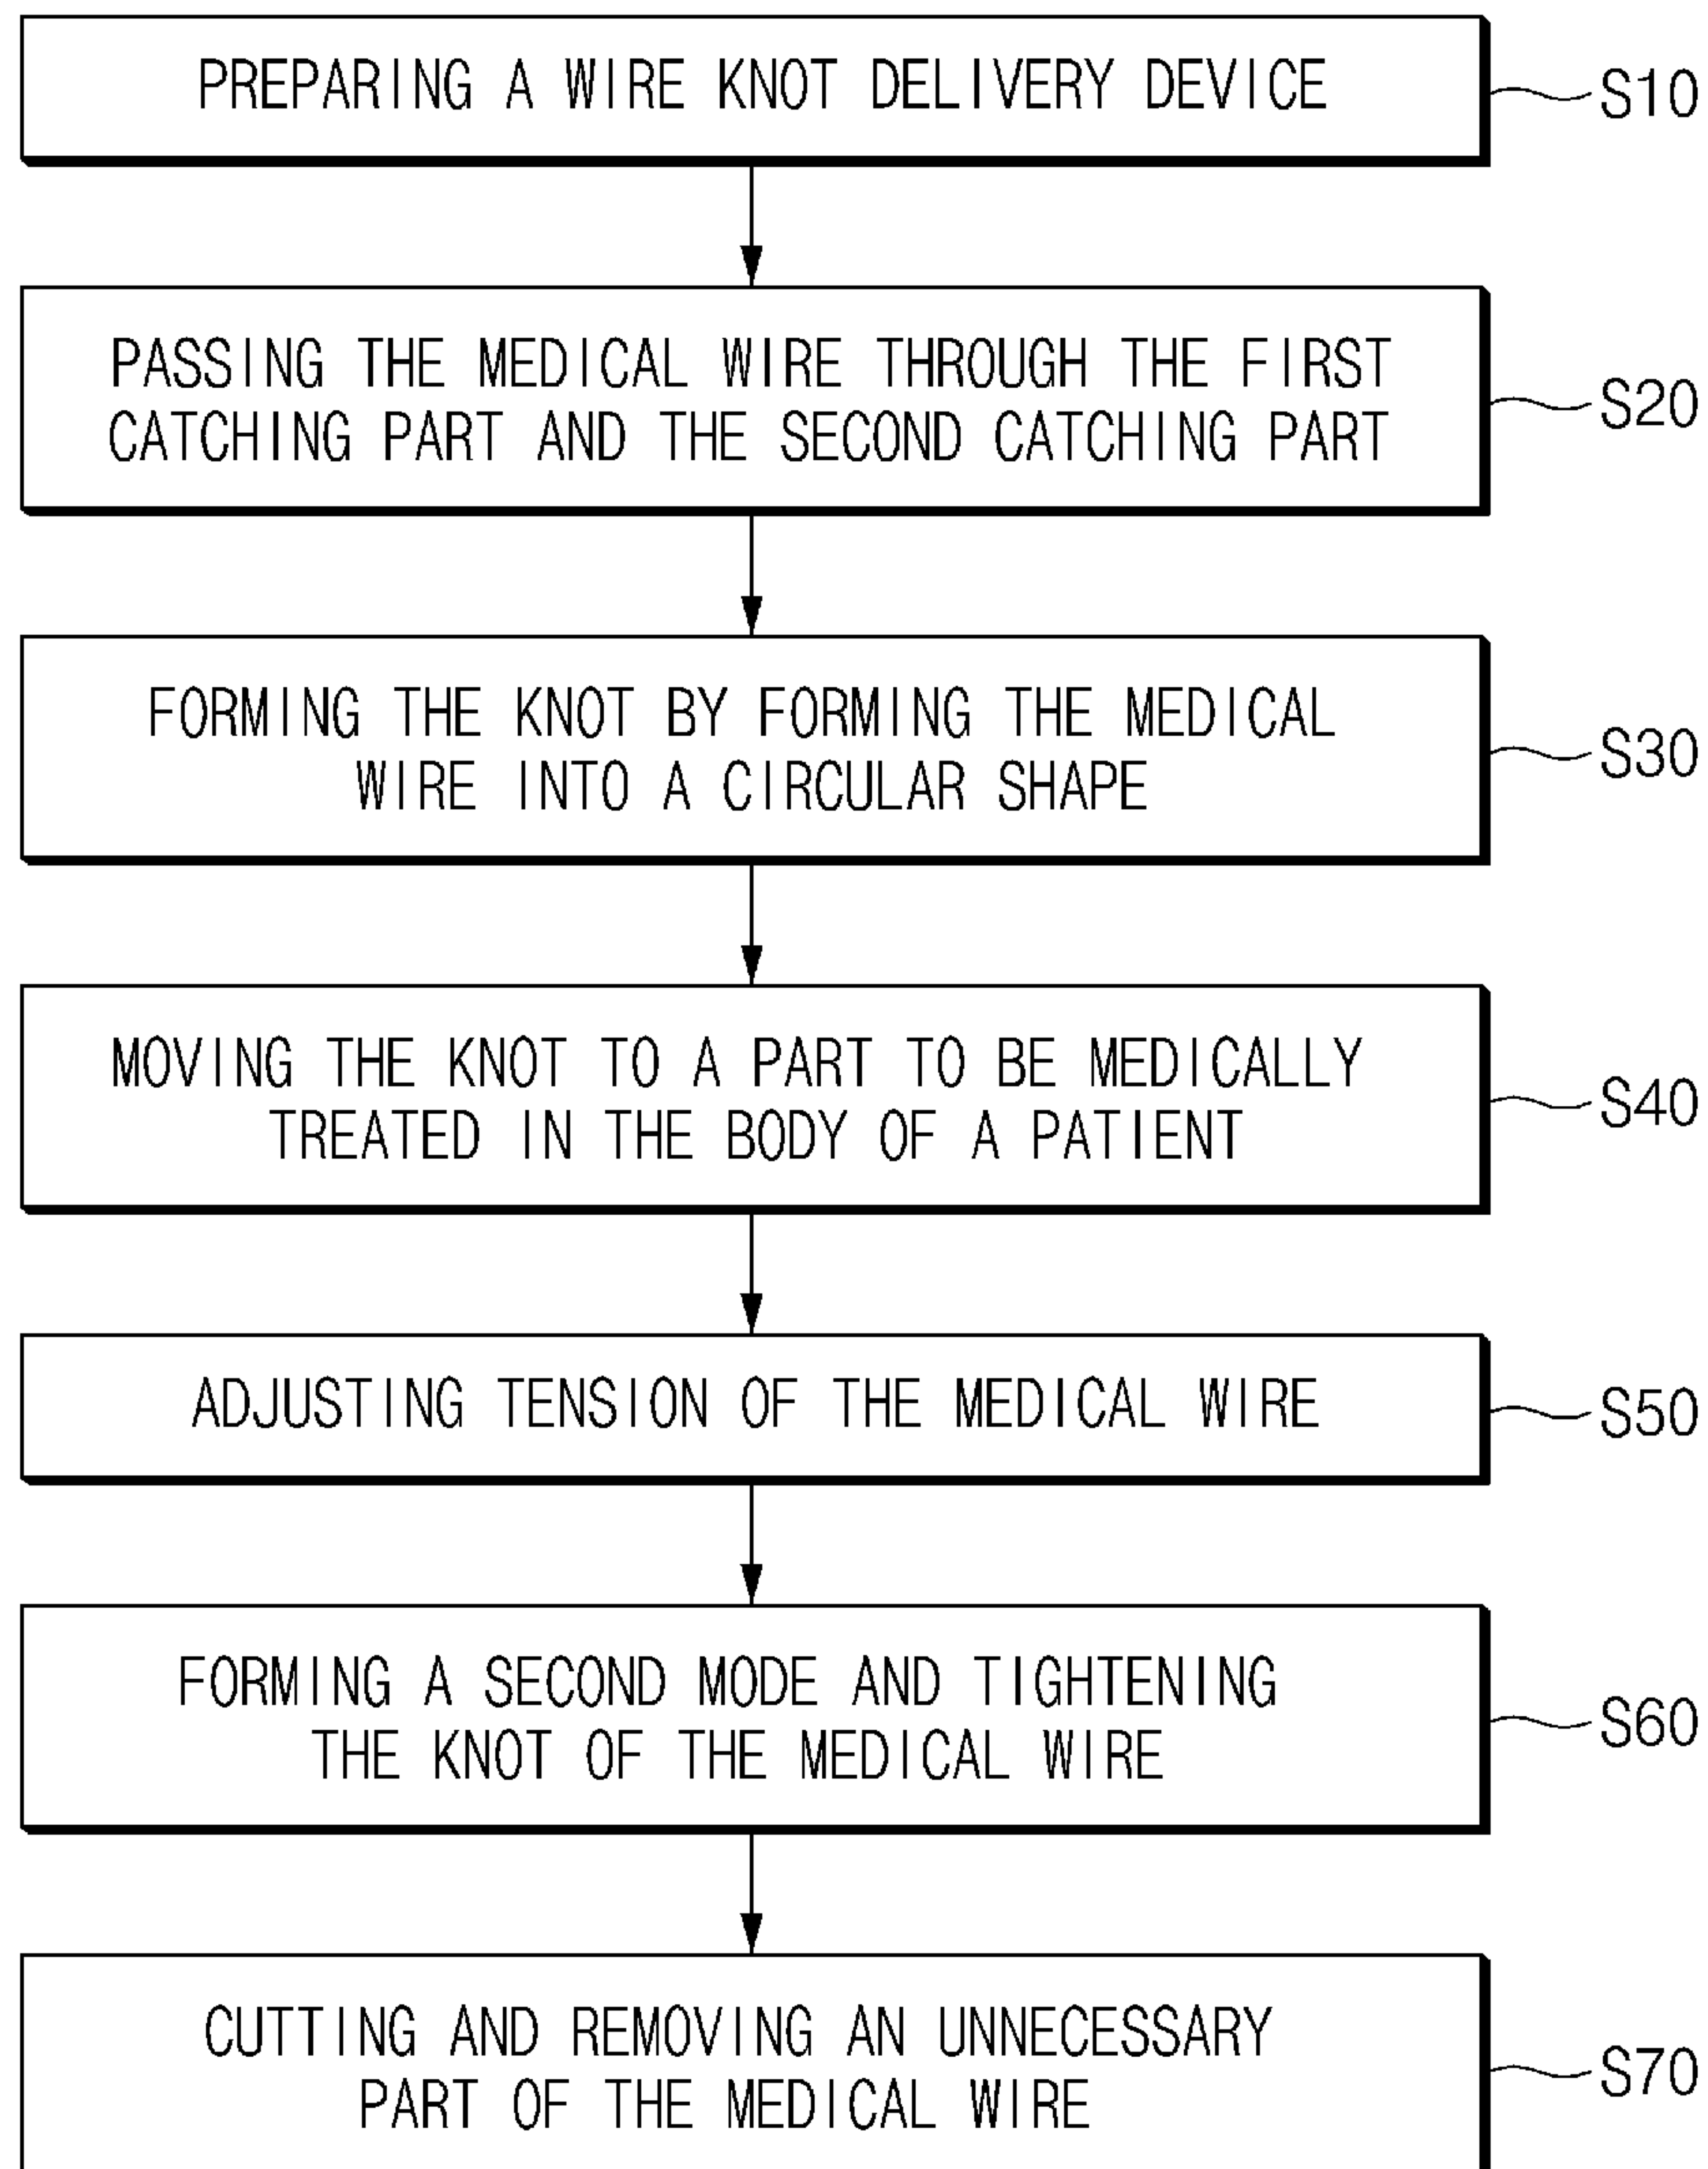 PREPARING A WIRE KNOT DELIVERY DEVICE
S10
PASSING THE MEDICAL WIRE THROUGH THE FIRST
CATCHING PART AND THE SECOND CATCHING PART
S20
FORMING THE KNOT BY FORMING THE MEDICAL
WIRE INTO A CIRCULAR SHAPE
S30
MOVING THE KNOT TO A PART TO BE MEDICALLY
TREATED IN THE BODY OF A PATIENT
S40
ADJUSTING TENSION OF THE MEDICAL WIRE
S50
FORMING A SECOND MODE AND TIGHTENING
THE KNOT OF THE MEDICAL WIRE
S60
CUTTING AND REMOVING AN UNNECESSARY
PART OF THE MEDICAL WIRE
S70